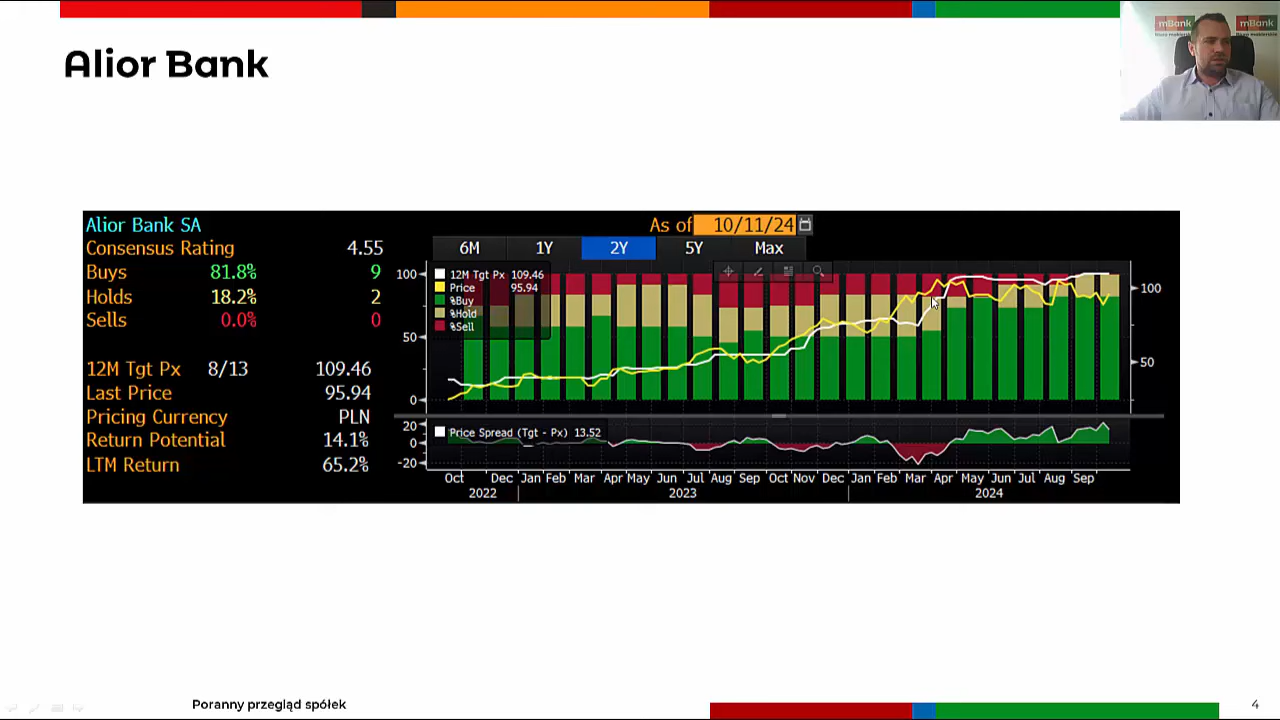 mBank
mBank
Biuro maklerskie
Biuro maklerskie
Alior Bank
Alior Bank SA
As of 10/11/24
Consensus Rating 4.55
6M 1Y 2Y 5Y Max
Buys 81.8% 9
Holds 18.2% 2
Sells 0.0% 0
12M Tgt Px 8/13 109.46
Last Price 95.94
Pricing Currency PLN
Return Potential 14.1%
LTM Return 65.2%
100
50
0
12M Tgt Px 109.46
Price 95.94
%Buy
%Hold
%Sell
100
50
20
0
-20
Price Spread (Tgt - Px) 13.52
Oct Dec Jan Feb Mar Apr May Jun Jul Aug Sep Oct Nov Dec Jan Feb Mar Apr May Jun Jul Aug Sep
2022 2023 2024
Poranny przegląd spółek
4